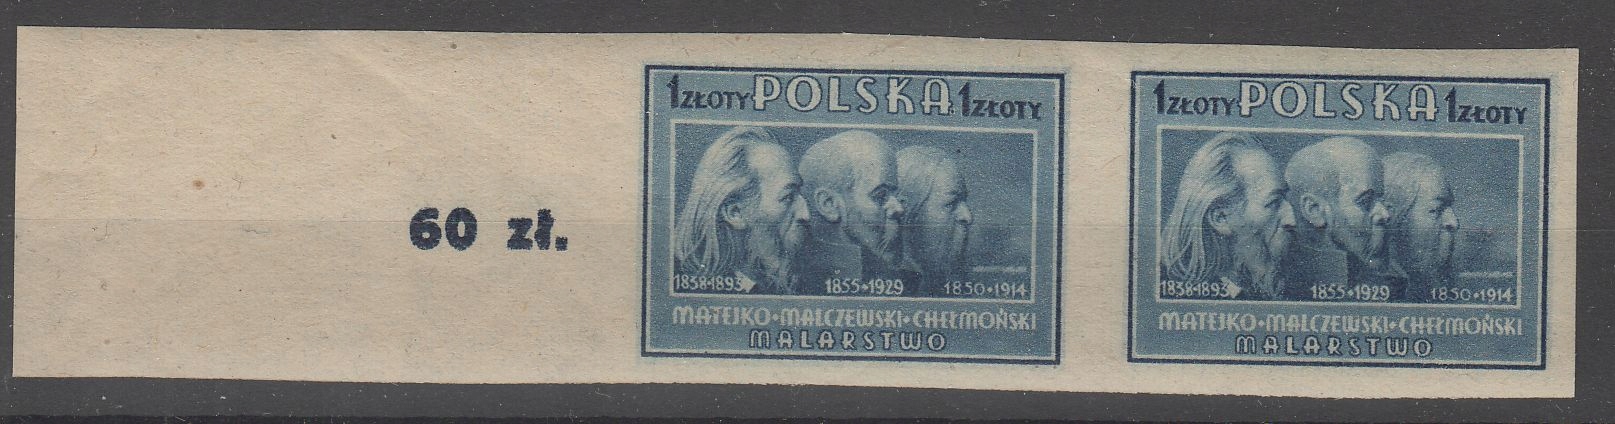 60 zł.
1 ZŁOTY POLSKA 1 ZŁOTY
1838•1893 1855•1929 1850•1914
MATEJKO•MALCZEWSKI•CHEŁMOŃSKI
MALARSTWO
1 ZŁOTY POLSKA 1 ZŁOTY
1838•1893 1855•1929 1850•1914
MATEJKO•MALCZEWSKI•CHEŁMOŃSKI
MALARSTWO